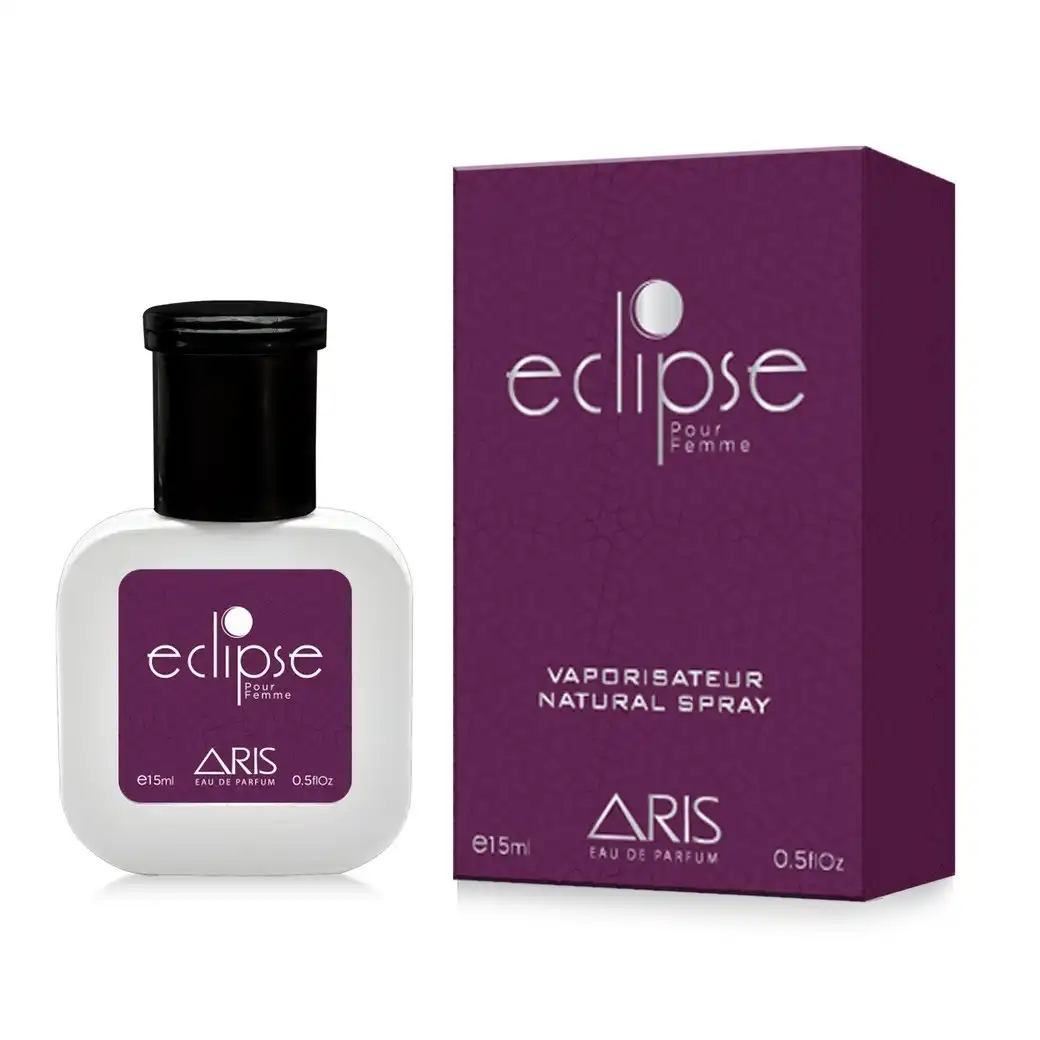 eclipse
Pour
Femme
ARIS
EAU DE PARFUM
e15ml
0.5flOz
eclipse
Pour
Femme
VAPORISATEUR
NATURAL SPRAY
ARIS
EAU DE PARFUM
e15ml
0.5flOz